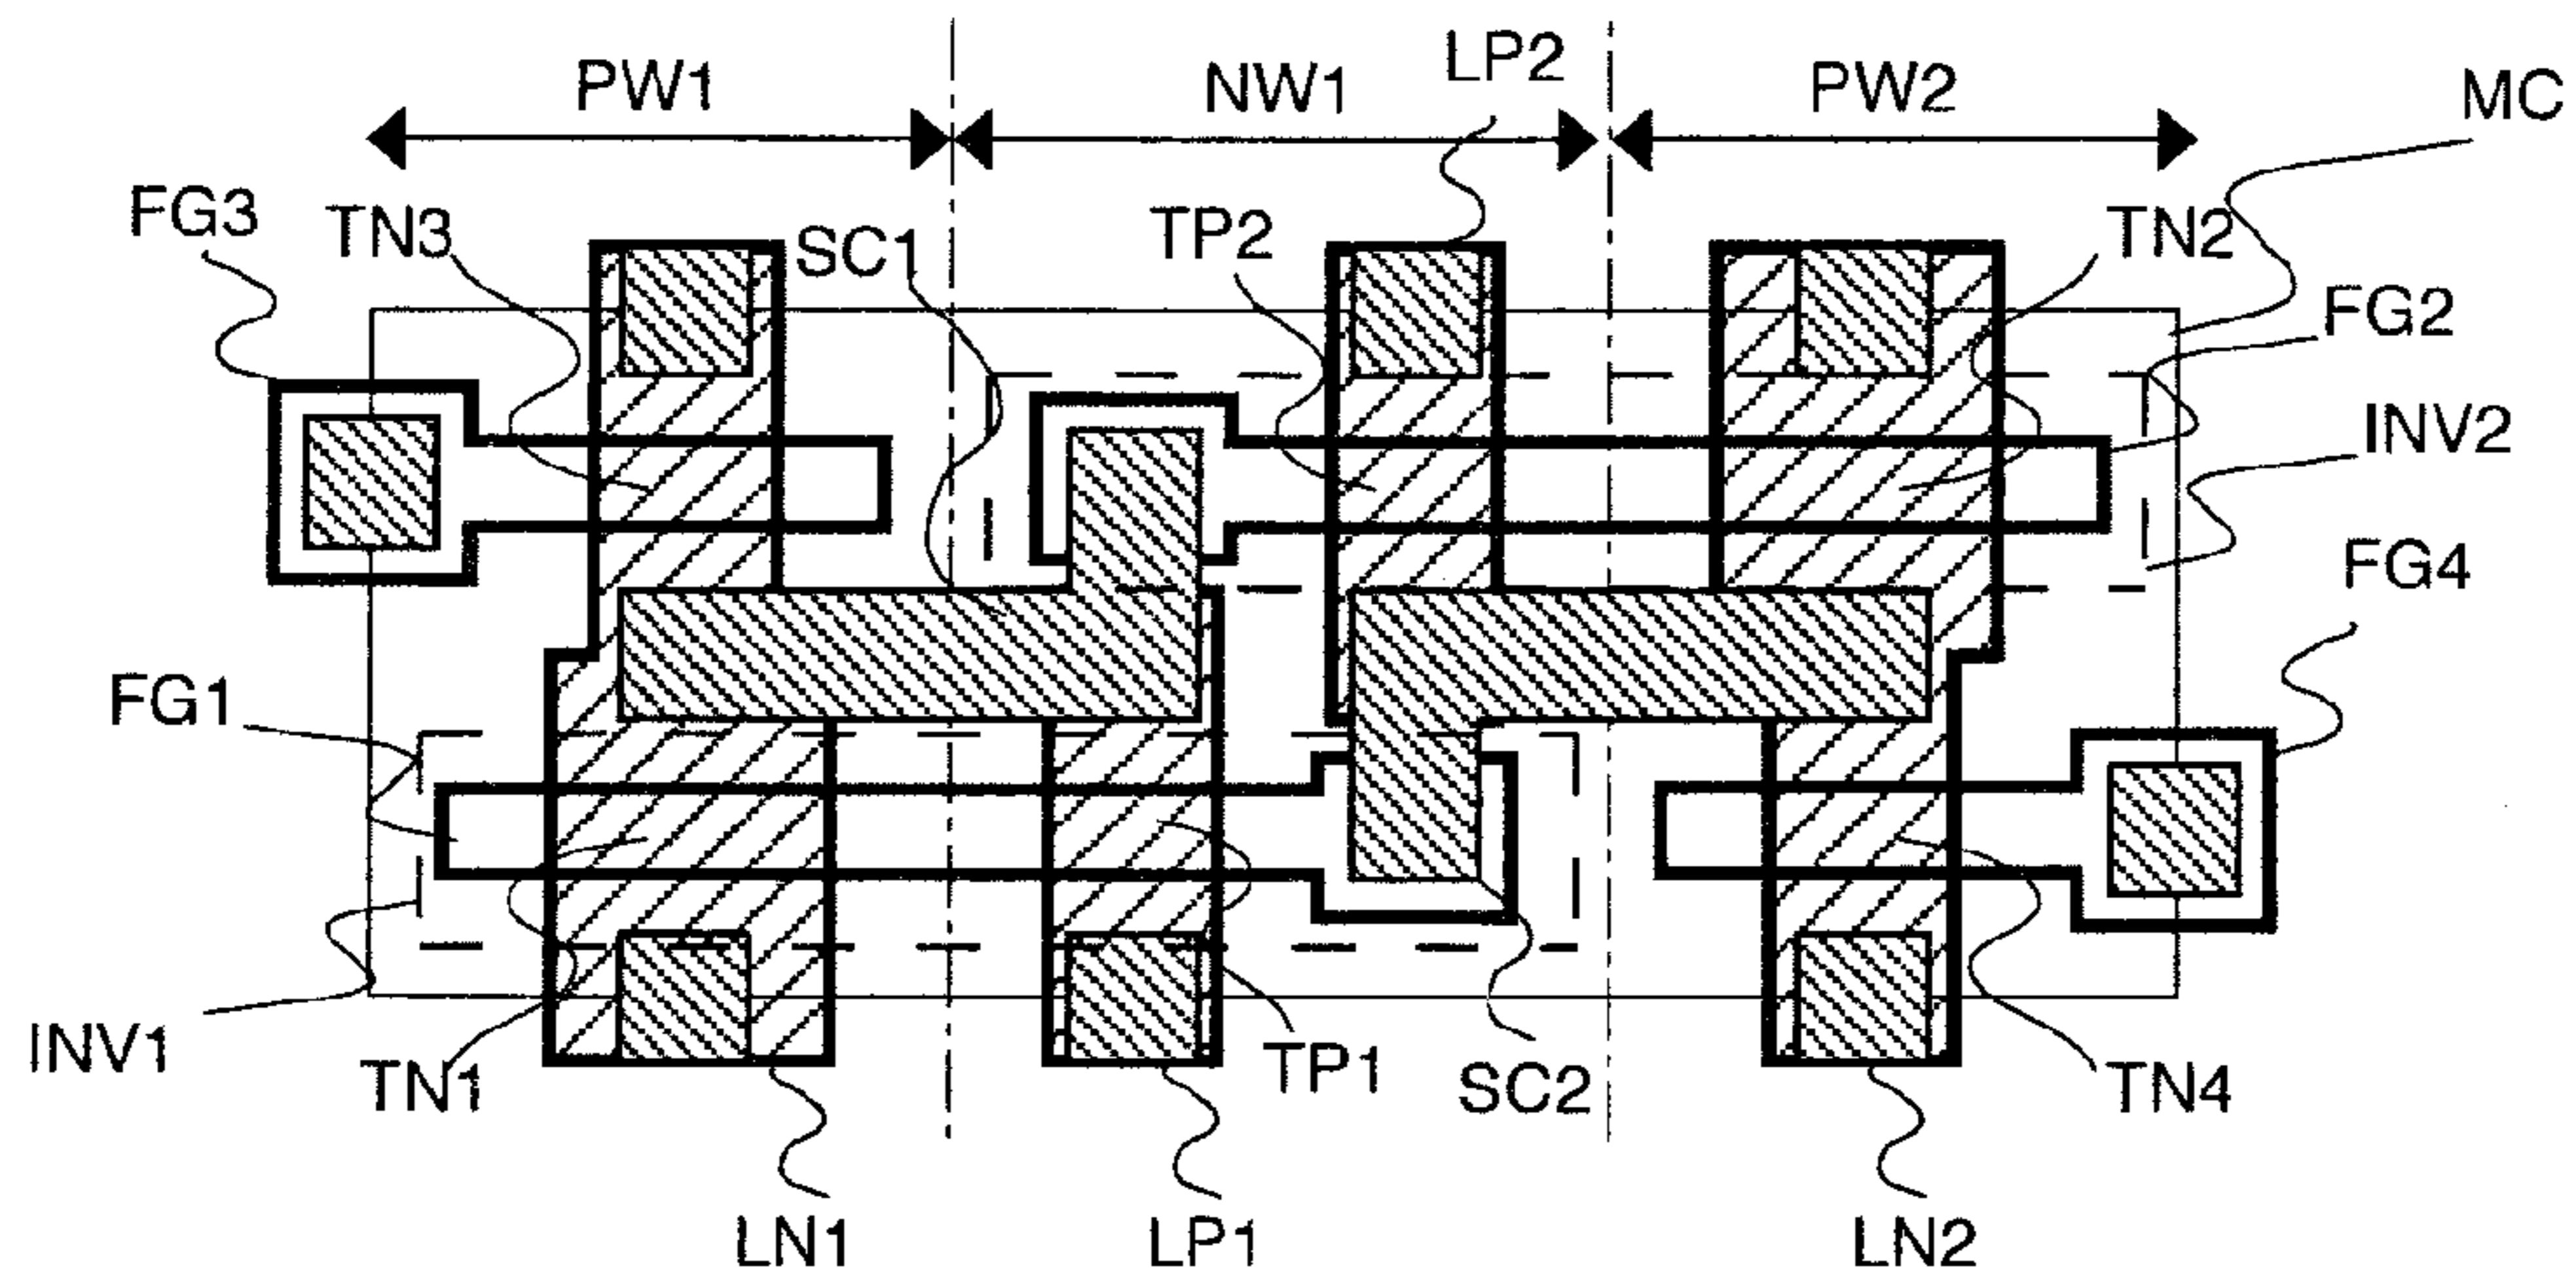 PW1 NW1 LP2 PW2 MC
FG3 TN3 SC1 TP2 TN2
FG2
INV2
FG4
FG1
INV1 TN1 TP1 SC2 TN4
LN1 LP1 LN2